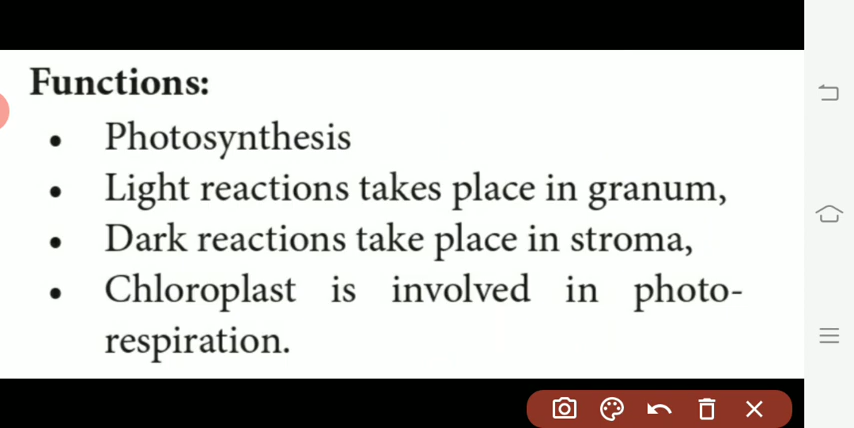 Functions:
• Photosynthesis
• Light reactions takes place in granum,
• Dark reactions take place in stroma,
• Chloroplast is involved in photo-
respiration.